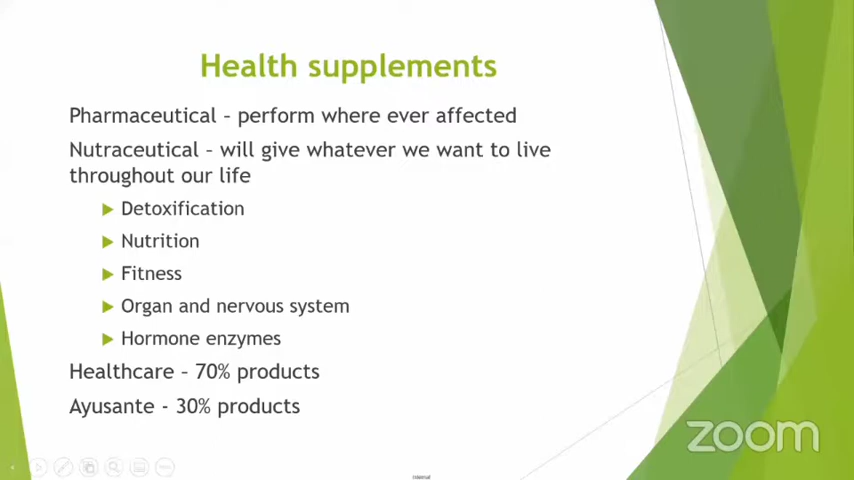 Health supplements
Pharmaceutical – perform where ever affected
Nutraceutical – will give whatever we want to live
throughout our life
Detoxification
Nutrition
Fitness
Organ and nervous system
Hormone enzymes
Healthcare – 70% products
Ayusante - 30% products
zoom
Internal